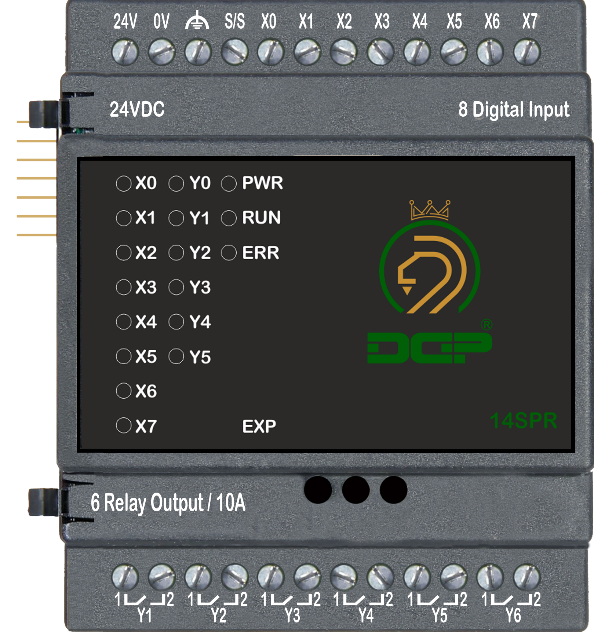 24V 0V S/S X0 X1 X2 X3 X4 X5 X6 X7
24VDC 8 Digital Input
X0 Y0 PWR
X1 Y1 RUN
X2 Y2 ERR
X3 Y3
X4 Y4
X5 Y5
X6
X7 EXP
DGP®
14SPR
6 Relay Output / 10A
1 2 1 2 1 2 1 2 1 2 1 2
Y1 Y2 Y3 Y4 Y5 Y6